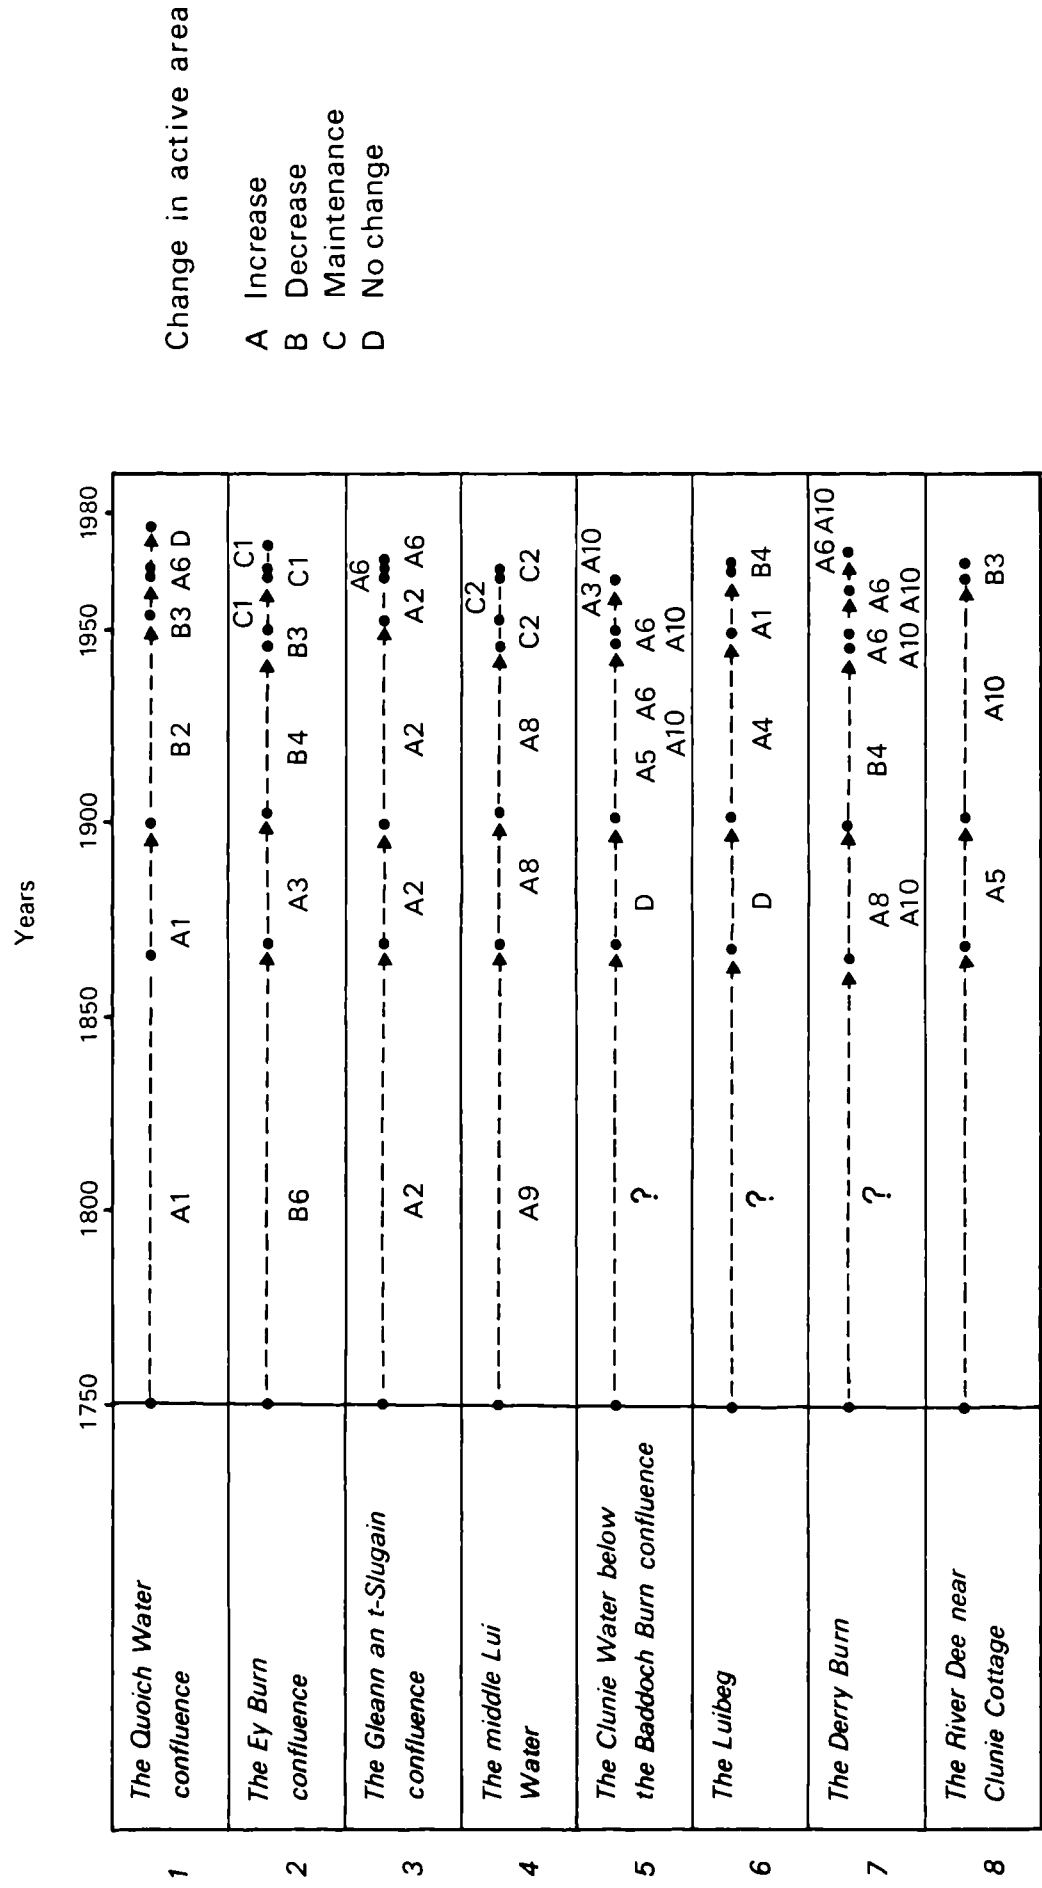 Years
1750 1800 1850 1900 1950 1980
1 The Quoich Water
confluence
A1 A1 B2 B3 A6 D
2 The Ey Burn
confluence
C1 C1
B6 A3 B4 B3 C1
3 The Gleann an t-Slugain
confluence
A6
A2 A2 A2 A2 A6
4 The middle Lui
Water
C2
A9 A8 A8 C2 C2
5 The Clunie Water below
the Baddoch Burn confluence
A3 A10
? D A5 A6 A6
A10 A10
6 The Luibeg
? D A4 A1 B4
7 The Derry Burn
A6 A10
? A8 B4 A6 A6
A10 A10 A10
8 The River Dee near
Clunie Cottage
A5 A10 B3
Change in active area
A Increase
B Decrease
C Maintenance
D No change